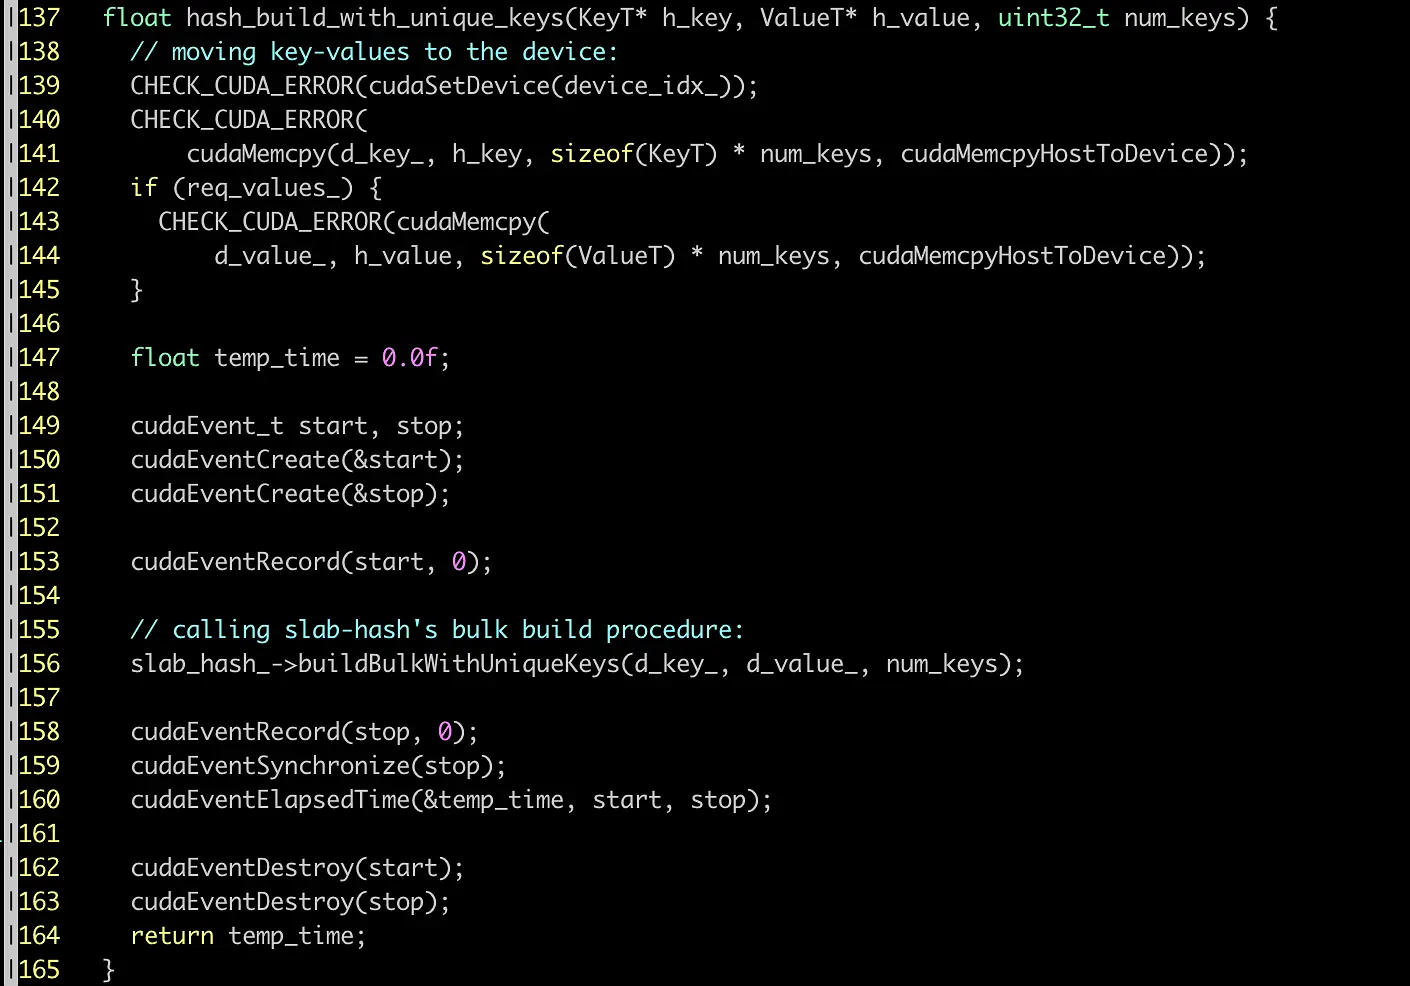 137   float hash_build_with_unique_keys(KeyT* h_key, ValueT* h_value, uint32_t num_keys) {
138     // moving key-values to the device:
139     CHECK_CUDA_ERROR(cudaSetDevice(device_idx_));
140     CHECK_CUDA_ERROR(
141         cudaMemcpy(d_key_, h_key, sizeof(KeyT) * num_keys, cudaMemcpyHostToDevice));
142     if (req_values_) {
143       CHECK_CUDA_ERROR(cudaMemcpy(
144           d_value_, h_value, sizeof(ValueT) * num_keys, cudaMemcpyHostToDevice));
145     }
146
147     float temp_time = 0.0f;
148
149     cudaEvent_t start, stop;
150     cudaEventCreate(&start);
151     cudaEventCreate(&stop);
152
153     cudaEventRecord(start, 0);
154
155     // calling slab-hash's bulk build procedure:
156     slab_hash_->buildBulkWithUniqueKeys(d_key_, d_value_, num_keys);
157
158     cudaEventRecord(stop, 0);
159     cudaEventSynchronize(stop);
160     cudaEventElapsedTime(&temp_time, start, stop);
161
162     cudaEventDestroy(start);
163     cudaEventDestroy(stop);
164     return temp_time;
165   }